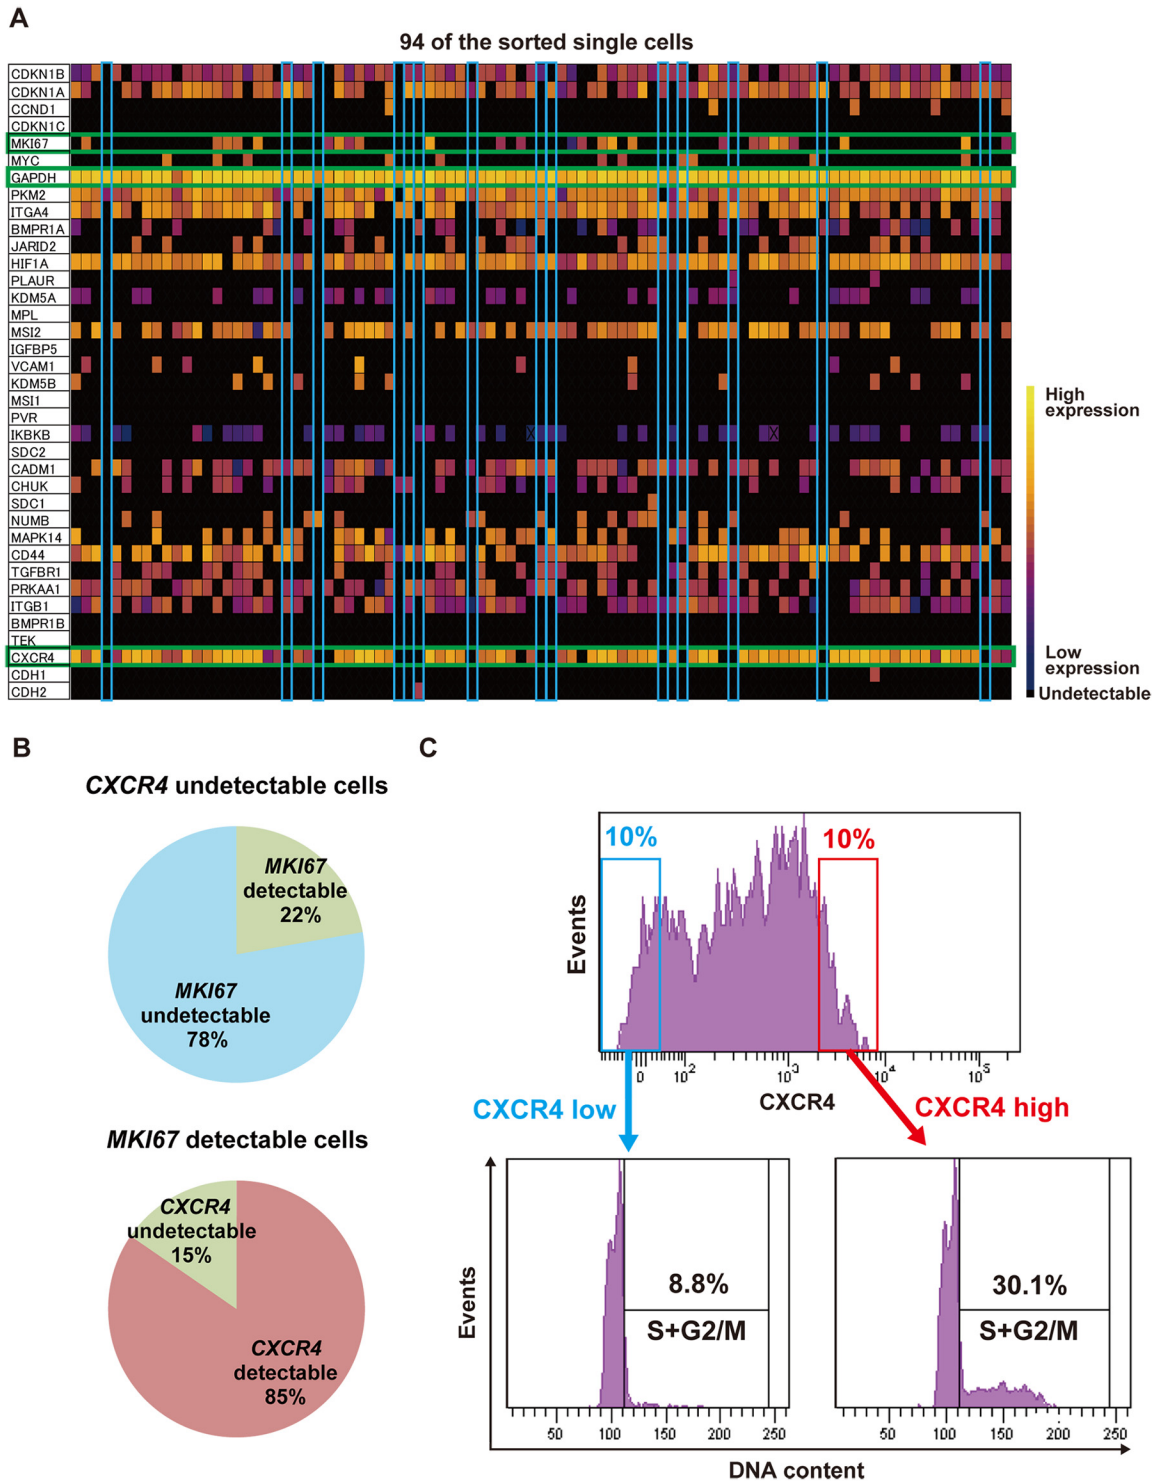 A
94 of the sorted single cells
CDKN1B
CDKN1A
CCND1
CDKN1C
MKI67
MYC
GAPDH
PKM2
ITGA4
BMPR1A
JARID2
HIF1A
PLAUR
KDM5A
MPL
MSI2
IGFBP5
VCAM1
KDM5B
MSI1
PVR
IKBKB
SDC2
CADM1
CHUK
SDC1
NUMB
MAPK14
CD44
TGFBR1
PRKAA1
ITGB1
BMPR1B
TEK
CXCR4
CDH1
CDH2
High
expression
Low
expression
Undetectable
B
CXCR4 undetectable cells
MKI67
detectable
22%
MKI67
undetectable
78%
MKI67 detectable cells
CXCR4
undetectable
15%
CXCR4
detectable
85%
C
10%
10%
Events
0 10² 10³ 10⁴ 10⁵
CXCR4
CXCR4 low
CXCR4 high
Events
8.8%
S+G2/M
30.1%
S+G2/M
50 100 150 200 250
50 100 150 200 250
DNA content